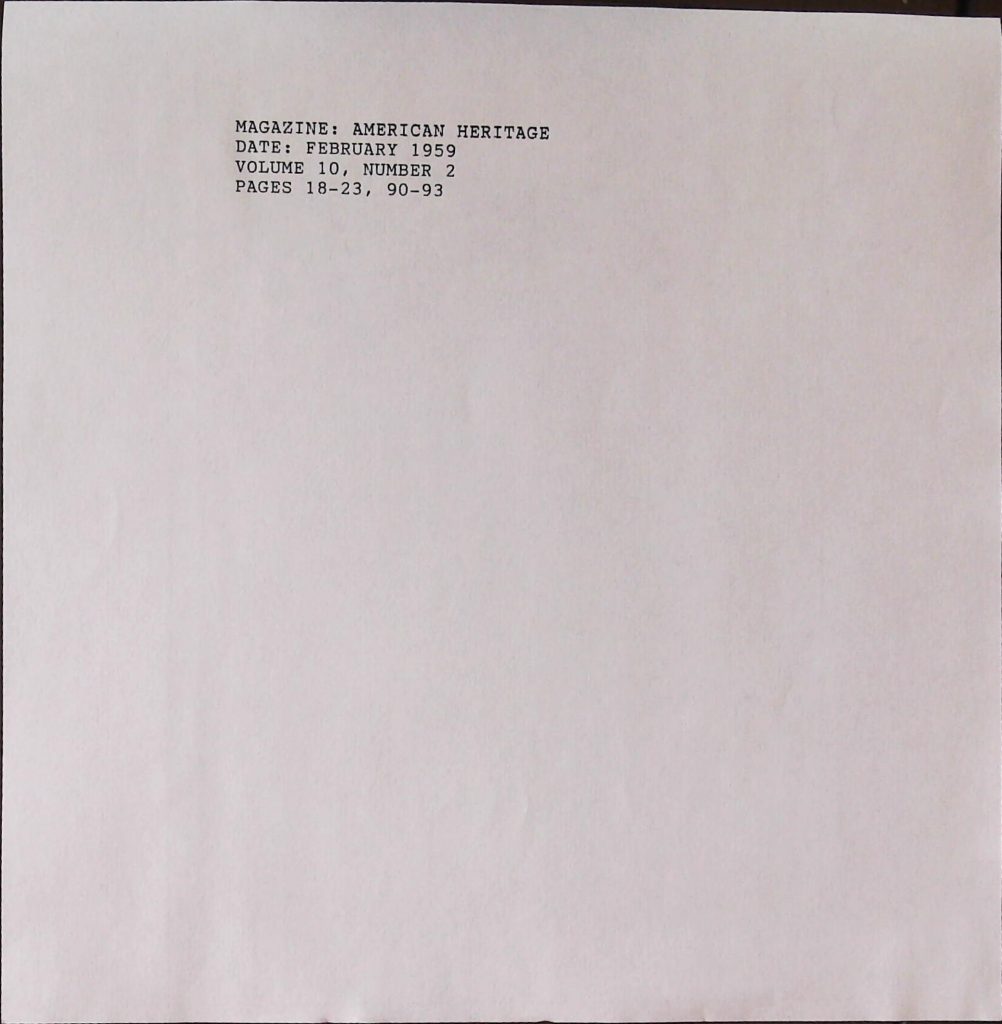 MAGAZINE: AMERICAN HERITAGE
DATE: FEBRUARY 1959
VOLUME 10, NUMBER 2
PAGES 18-23, 90-93